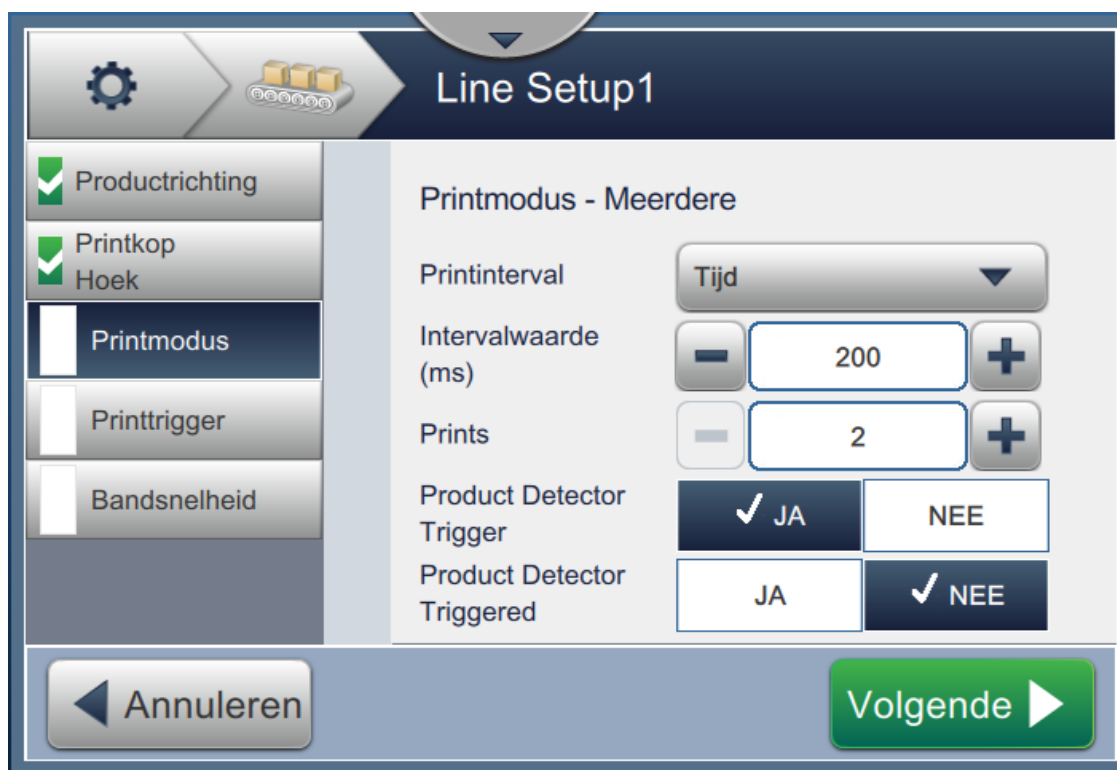 Line Setup1
Productrichting
Printkop
Hoek
Printmodus
Printtrigger
Bandsnelheid
Printmodus - Meerdere
Printinterval
Tijd
Intervalwaarde
(ms)
200
Prints
2
Product Detector
Trigger
JA
NEE
Product Detector
Triggered
JA
NEE
Annuleren
Volgende